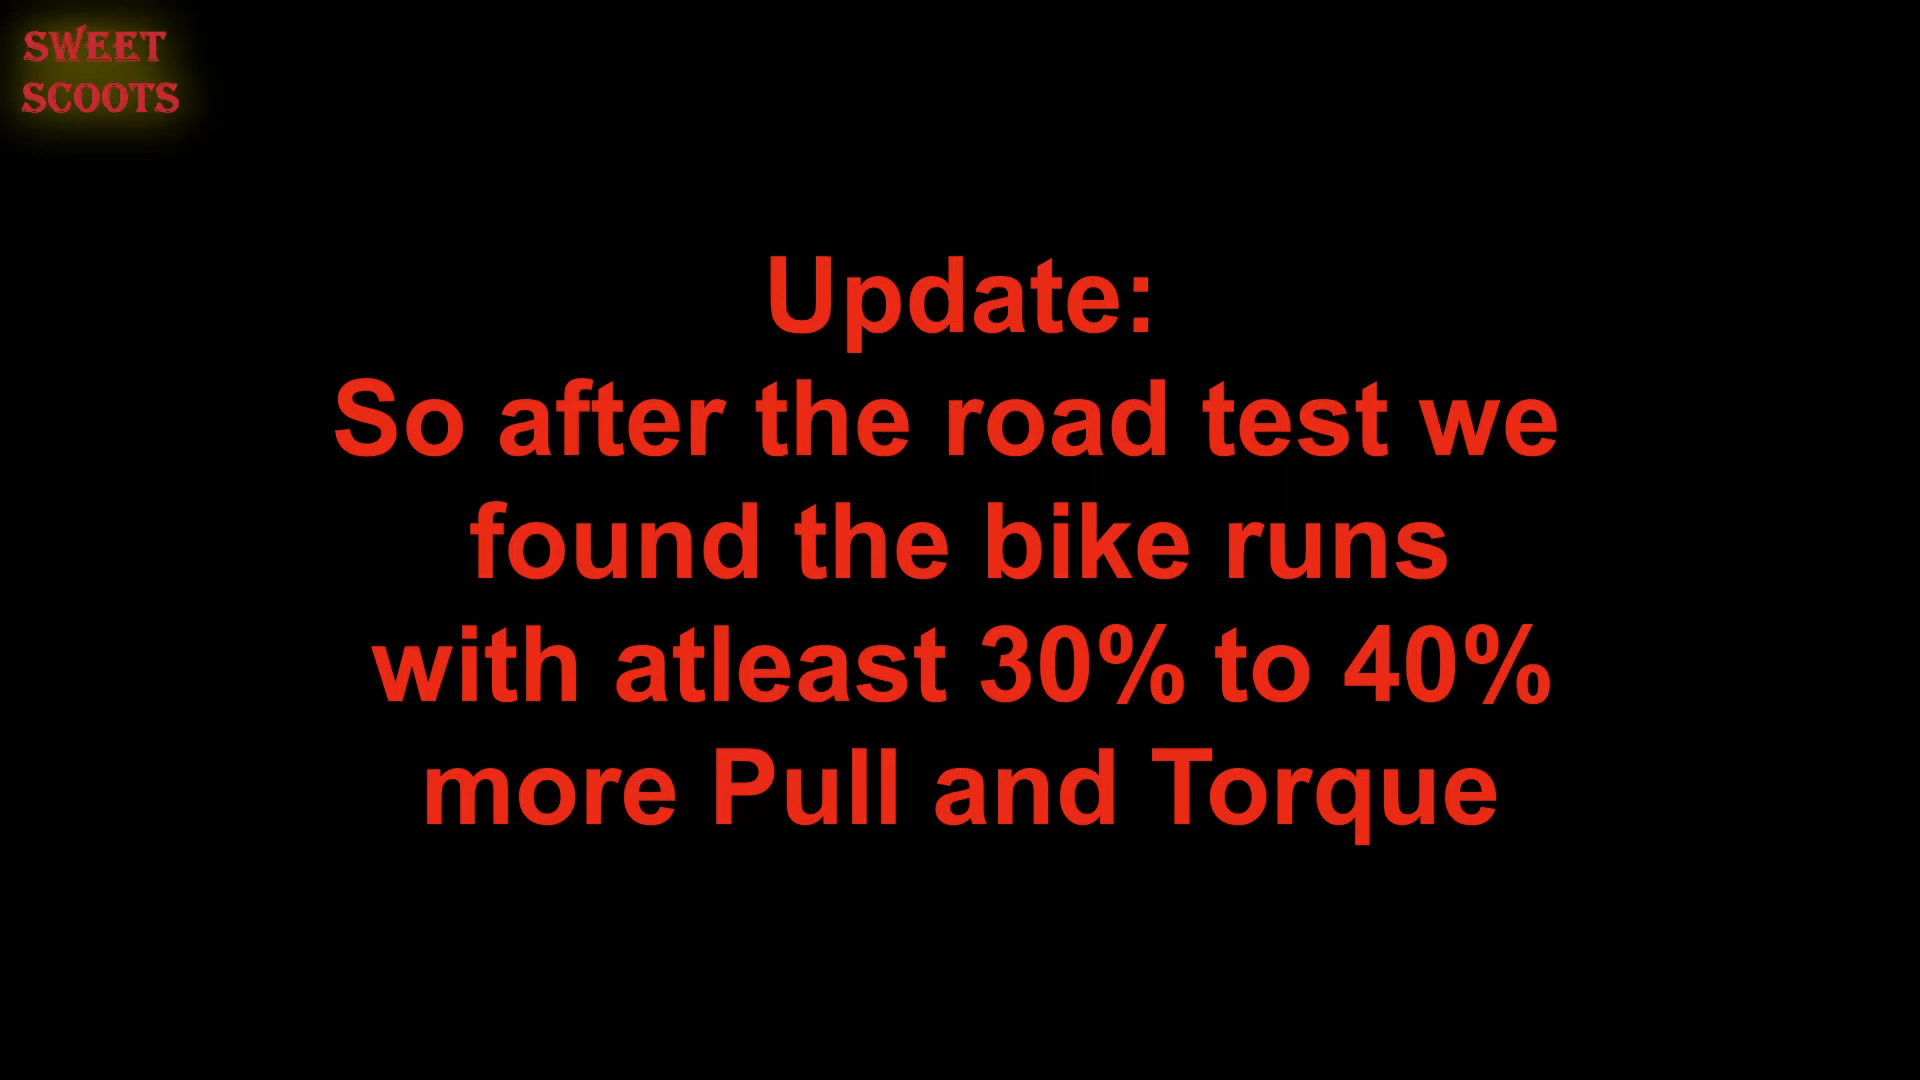 SWEET
SCOOTS
Update:
So after the road test we
found the bike runs
with atleast 30% to 40%
more Pull and Torque